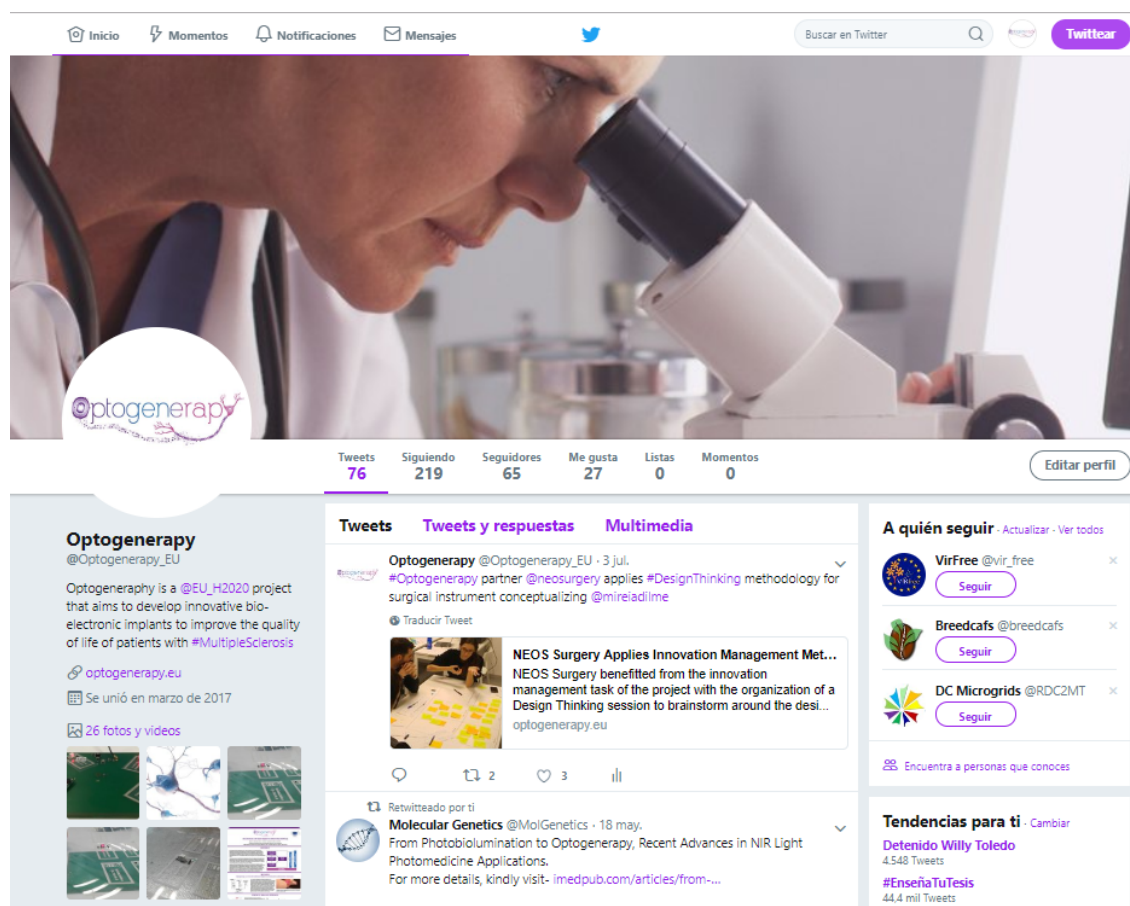 Inicio Momentos Notificaciones Mensajes Buscar en Twitter Twittear
Optogenerapy
Tweets Siguiendo Seguidores Me gusta Listas Momentos
76 219 65 27 0 0
Editar perfil
Optogenerapy
@Optogenerapy_EU
Optogeneraphy is a @EU_H2020 project
that aims to develop innovative bio-
electronic implants to improve the quality
of life of patients with #MultipleSclerosis
optogenerapy.eu
Se unió en marzo de 2017
26 fotos y videos
Tweets Tweets y respuestas Multimedia
Optogenerapy @Optogenerapy_EU · 3 jul.
#Optogenerapy partner @neosurgery applies #DesignThinking methodology for
surgical instrument conceptualizing @mireiadilme
Traducir Tweet
NEOS Surgery Applies Innovation Management Met...
NEOS Surgery benefitted from the innovation
management task of the project with the organization of a
Design Thinking session to brainstorm around the desi...
optogenerapy.eu
2 3
Retwitteado por ti
Molecular Genetics @MolGenetics · 18 may.
From Photobiolumination to Optogenerapy, Recent Advances in NIR Light
Photomedicine Applications.
For more details, kindly visit- imedpub.com/articles/from-...
A quién seguir · Actualizar · Ver todos
VirFree @vir_free
Seguir
Breedcafs @breedcafs
Seguir
DC Microgrids @RDC2MT
Seguir
Encuentra a personas que conoces
Tendencias para ti · Cambiar
Detenido Willy Toledo
4.548 Tweets
#EnseñaTuTesis
44,4 mil Tweets